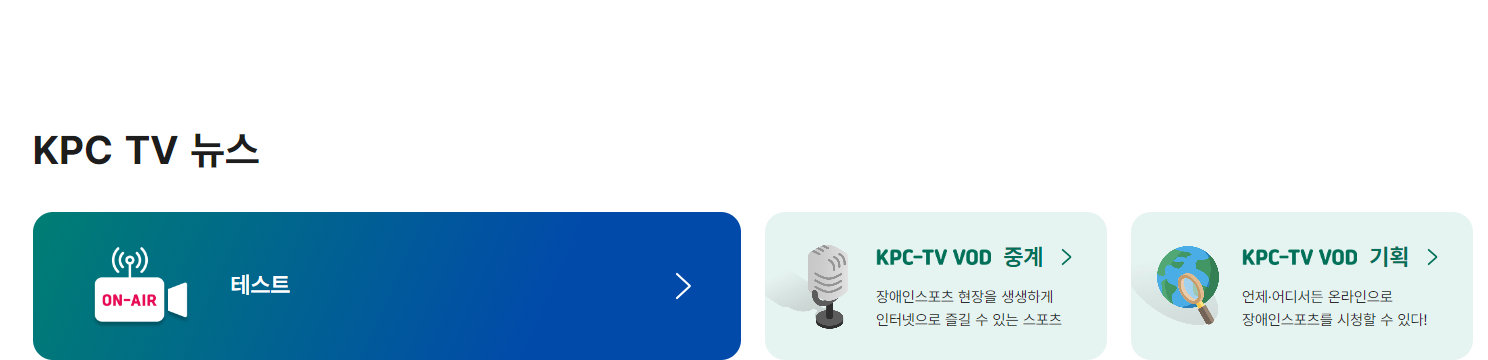 KPC TV 뉴스
ON-AIR
테스트
KPC-TV VOD 중계
장애인스포츠 현장을 생생하게
인터넷으로 즐길 수 있는 스포츠
KPC-TV VOD 기획
언제·어디서든 온라인으로
장애인스포츠를 시청할 수 있다!